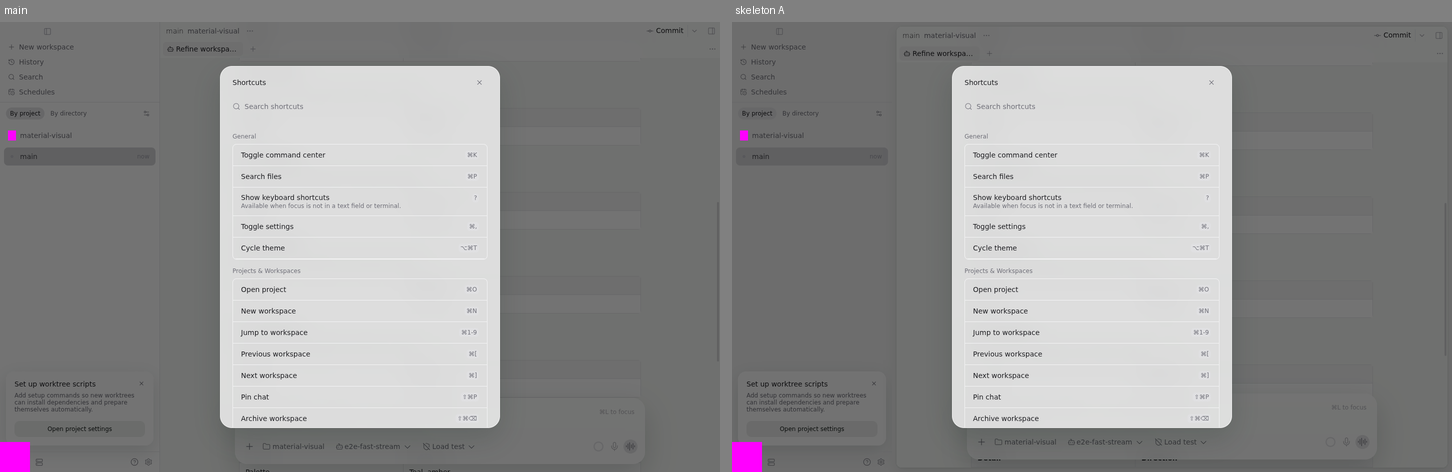 main
New workspace
History
Search
Schedules
By project By directory
material-visual
main now
Set up worktree scripts
Add setup commands so new worktrees
can install dependencies and prepare
themselves automatically.
Open project settings
main material-visual
Commit
Refine workspa...
Shortcuts
Search shortcuts
General
Toggle command center ⌘K
Search files ⌘P
Show keyboard shortcuts ?
Available when focus is not in a text field or terminal.
Toggle settings ⌘,
Cycle theme ⌥⌘T
Projects & Workspaces
Open project ⌘O
New workspace ⌘N
Jump to workspace ⌘1-9
Previous workspace ⌘[
Next workspace ⌘]
Pin chat ⇧⌘P
Archive workspace ⇧⌘⌫
⌘L to focus
material-visual e2e-fast-stream Load test
skeleton A
New workspace
History
Search
Schedules
By project By directory
material-visual
main now
Set up worktree scripts
Add setup commands so new worktrees
can install dependencies and prepare
themselves automatically.
Open project settings
main material-visual
Commit
Refine workspa...
Shortcuts
Search shortcuts
General
Toggle command center ⌘K
Search files ⌘P
Show keyboard shortcuts ?
Available when focus is not in a text field or terminal.
Toggle settings ⌘,
Cycle theme ⌥⌘T
Projects & Workspaces
Open project ⌘O
New workspace ⌘N
Jump to workspace ⌘1-9
Previous workspace ⌘[
Next workspace ⌘]
Pin chat ⇧⌘P
Archive workspace ⇧⌘⌫
⌘L to focus
material-visual e2e-fast-stream Load test